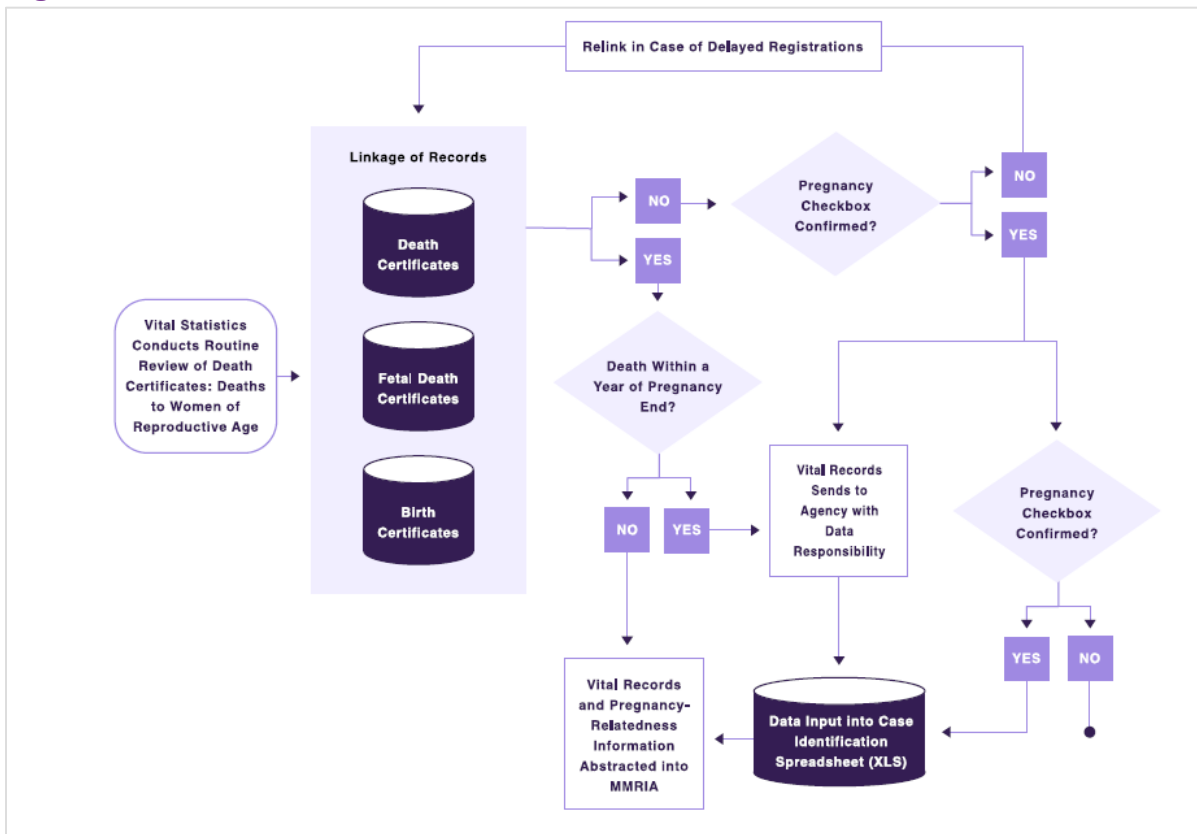 Relink in Case of Delayed Registrations
Linkage of Records
Death
Certificates
Fetal Death
Certificates
Birth
Certificates
Vital Statistics
Conducts Routine
Review of Death
Certificates: Deaths
to Women of
Reproductive Age
NO
YES
Pregnancy
Checkbox
Confirmed?
NO
YES
Death Within a
Year of Pregnancy
End?
NO
YES
Vital Records
Sends to
Agency with
Data
Responsibility
Pregnancy
Checkbox
Confirmed?
YES
NO
Vital Records
and Pregnancy-
Relatedness
Information
Abstracted into
MMRIA
Data Input into Case
Identification
Spreadsheet (XLS)